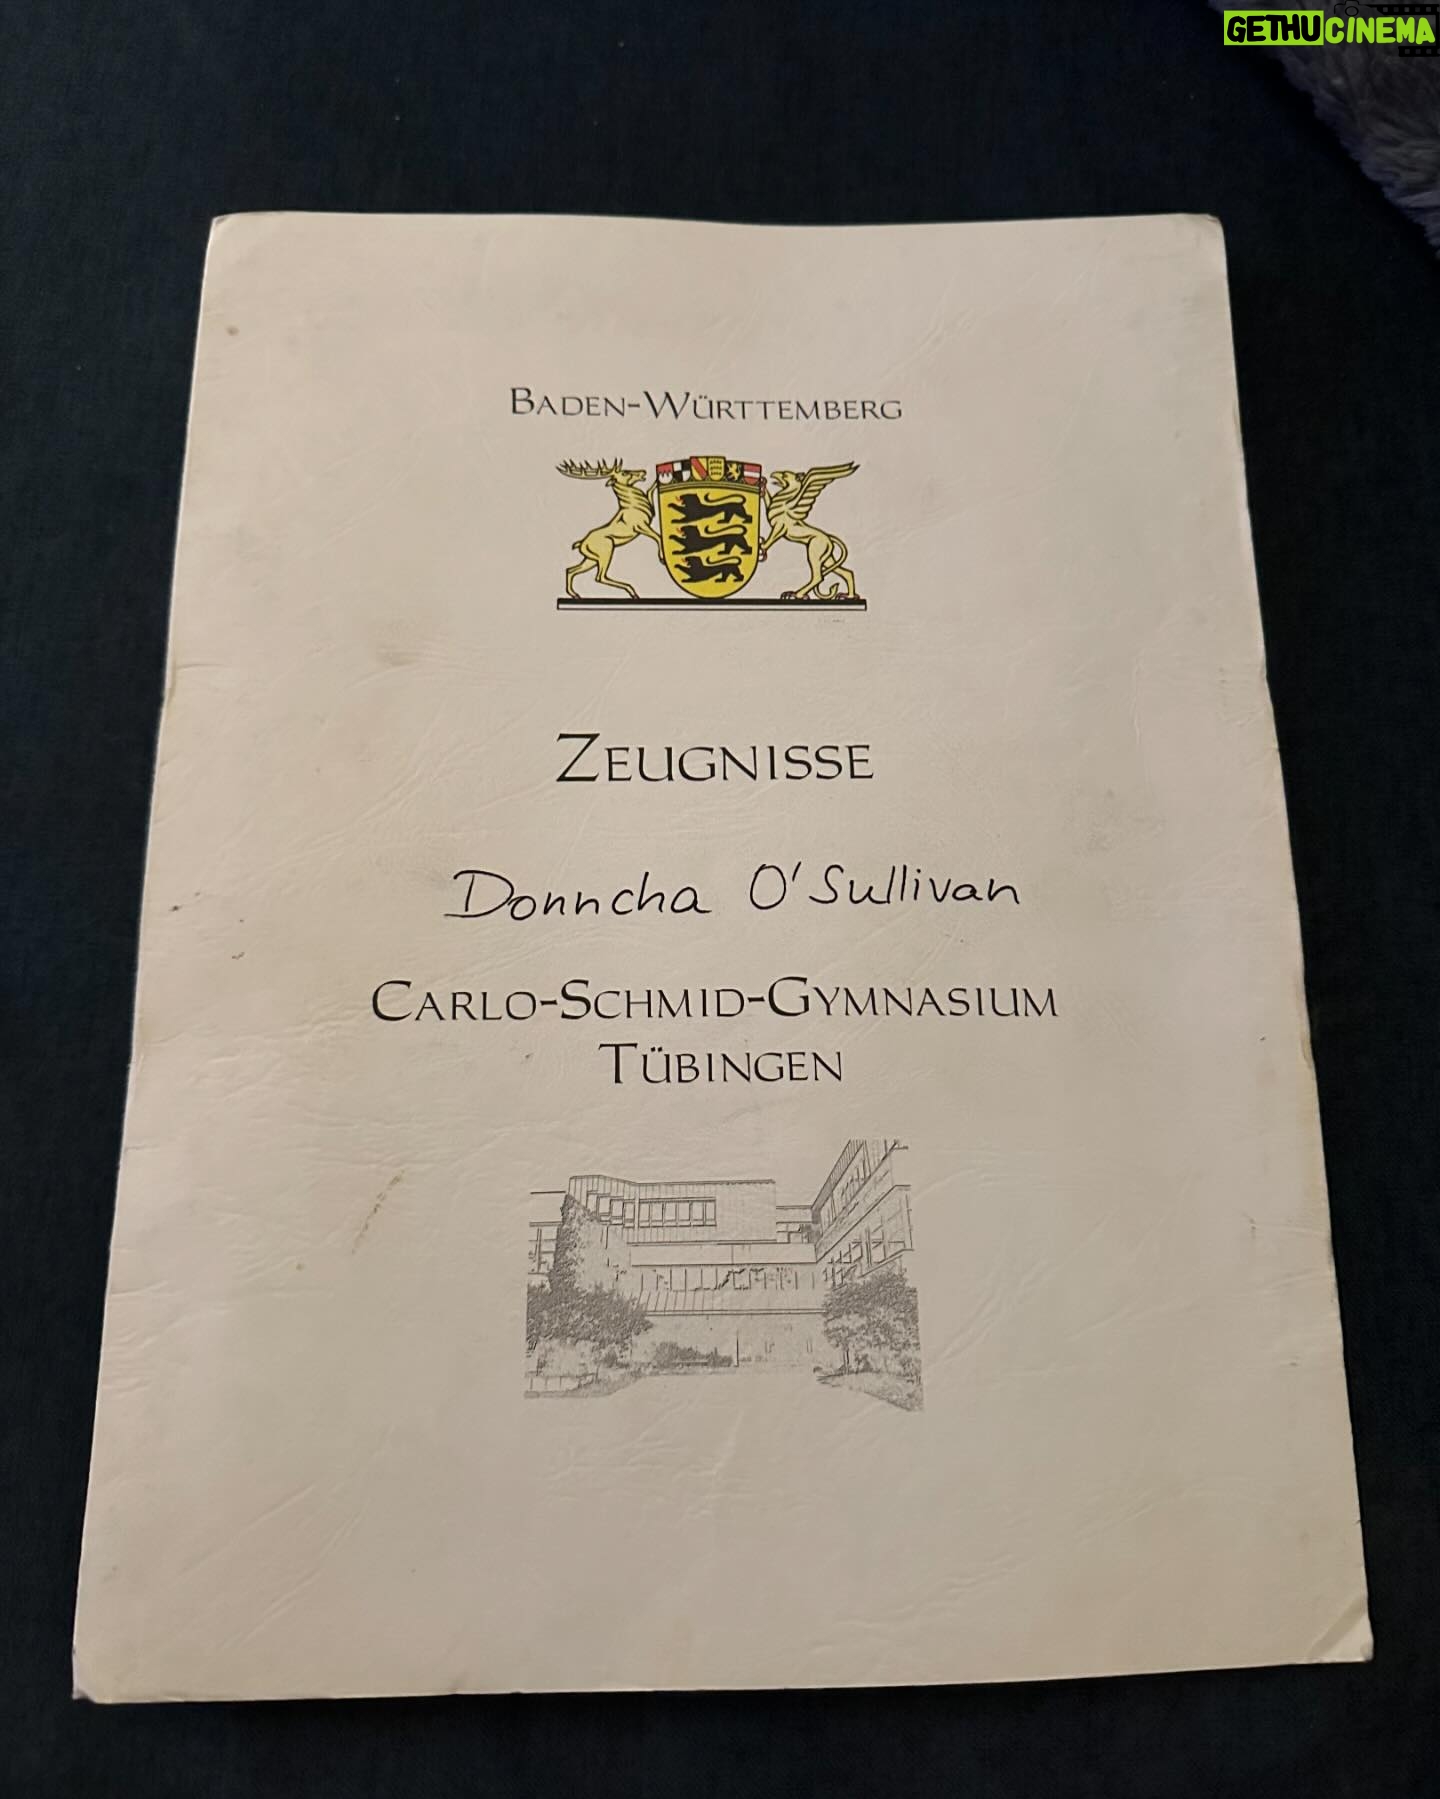 GETHUCINEMA
BADEN-WÜRTTEMBERG
ZEUGNISSE
Donncha O'Sullivan
CARLO-SCHMID-GYMNASIUM
TÜBINGEN